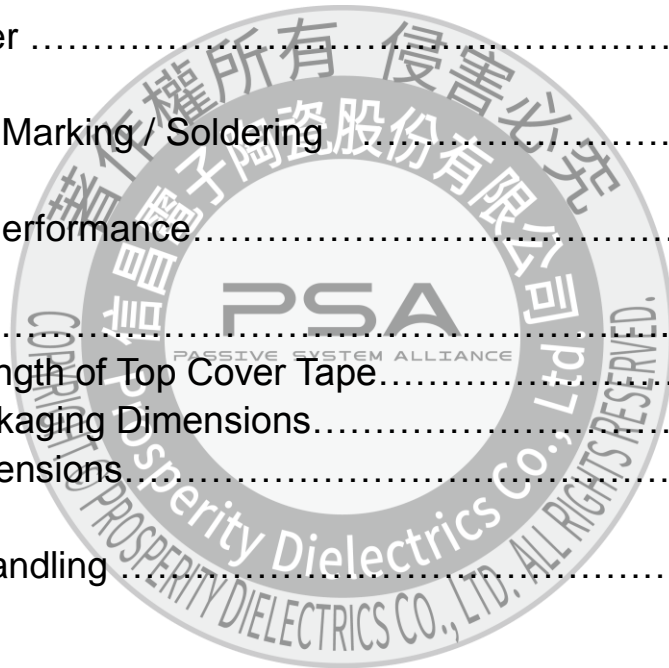 er ……………………………………………………
Marking / Soldering ……………………………
erformance……………………………………
……………………………………………………
ngth of Top Cover Tape……………………
kaging Dimensions…………………………
ensions……………………………………………
andling ……………………………………………
著作權所有 侵害必究
信昌電子陶瓷股份有限公司
PSA
PASSIVE SYSTEM ALLIANCE
Prosperity Dielectrics Co., Ltd.
COPYRIGHT © PROSPERITY DIELECTRICS CO., LTD. ALL RIGHTS RESERVED.